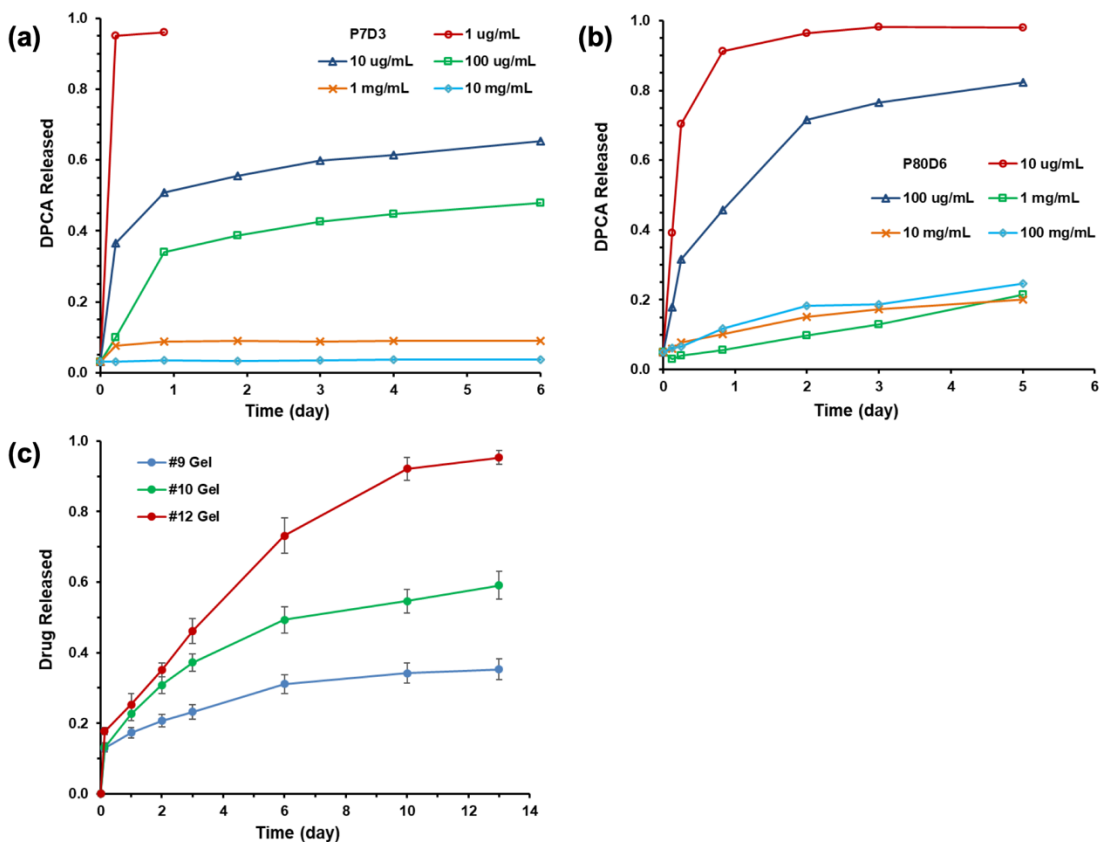 (a)
DPCA Released
1.0
0.8
0.6
0.4
0.2
0.0
P7D3
1 ug/mL
10 ug/mL
100 ug/mL
1 mg/mL
10 mg/mL
0 1 2 3 4 5 6
Time (day)
(b)
DPCA Released
1.0
0.8
0.6
0.4
0.2
0.0
P80D6
10 ug/mL
100 ug/mL
1 mg/mL
10 mg/mL
100 mg/mL
0 1 2 3 4 5 6
Time (day)
(c)
Drug Released
1.0
0.8
0.6
0.4
0.2
0.0
#9 Gel
#10 Gel
#12 Gel
0 2 4 6 8 10 12 14
Time (day)